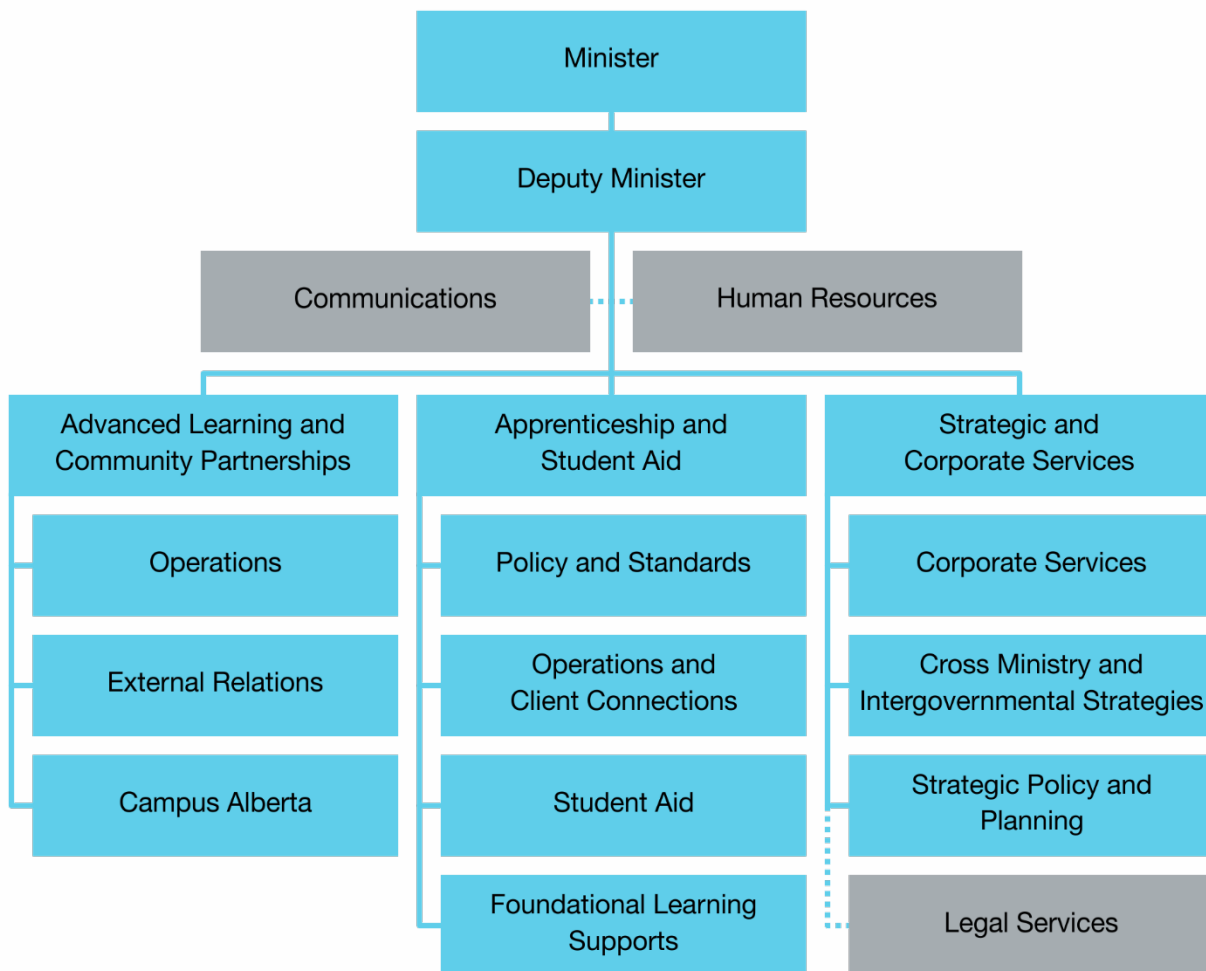 Minister
Deputy Minister
Communications
Human Resources
Advanced Learning and
Community Partnerships
Operations
External Relations
Campus Alberta
Apprenticeship and
Student Aid
Policy and Standards
Operations and
Client Connections
Student Aid
Foundational Learning
Supports
Strategic and
Corporate Services
Corporate Services
Cross Ministry and
Intergovernmental Strategies
Strategic Policy and
Planning
Legal Services